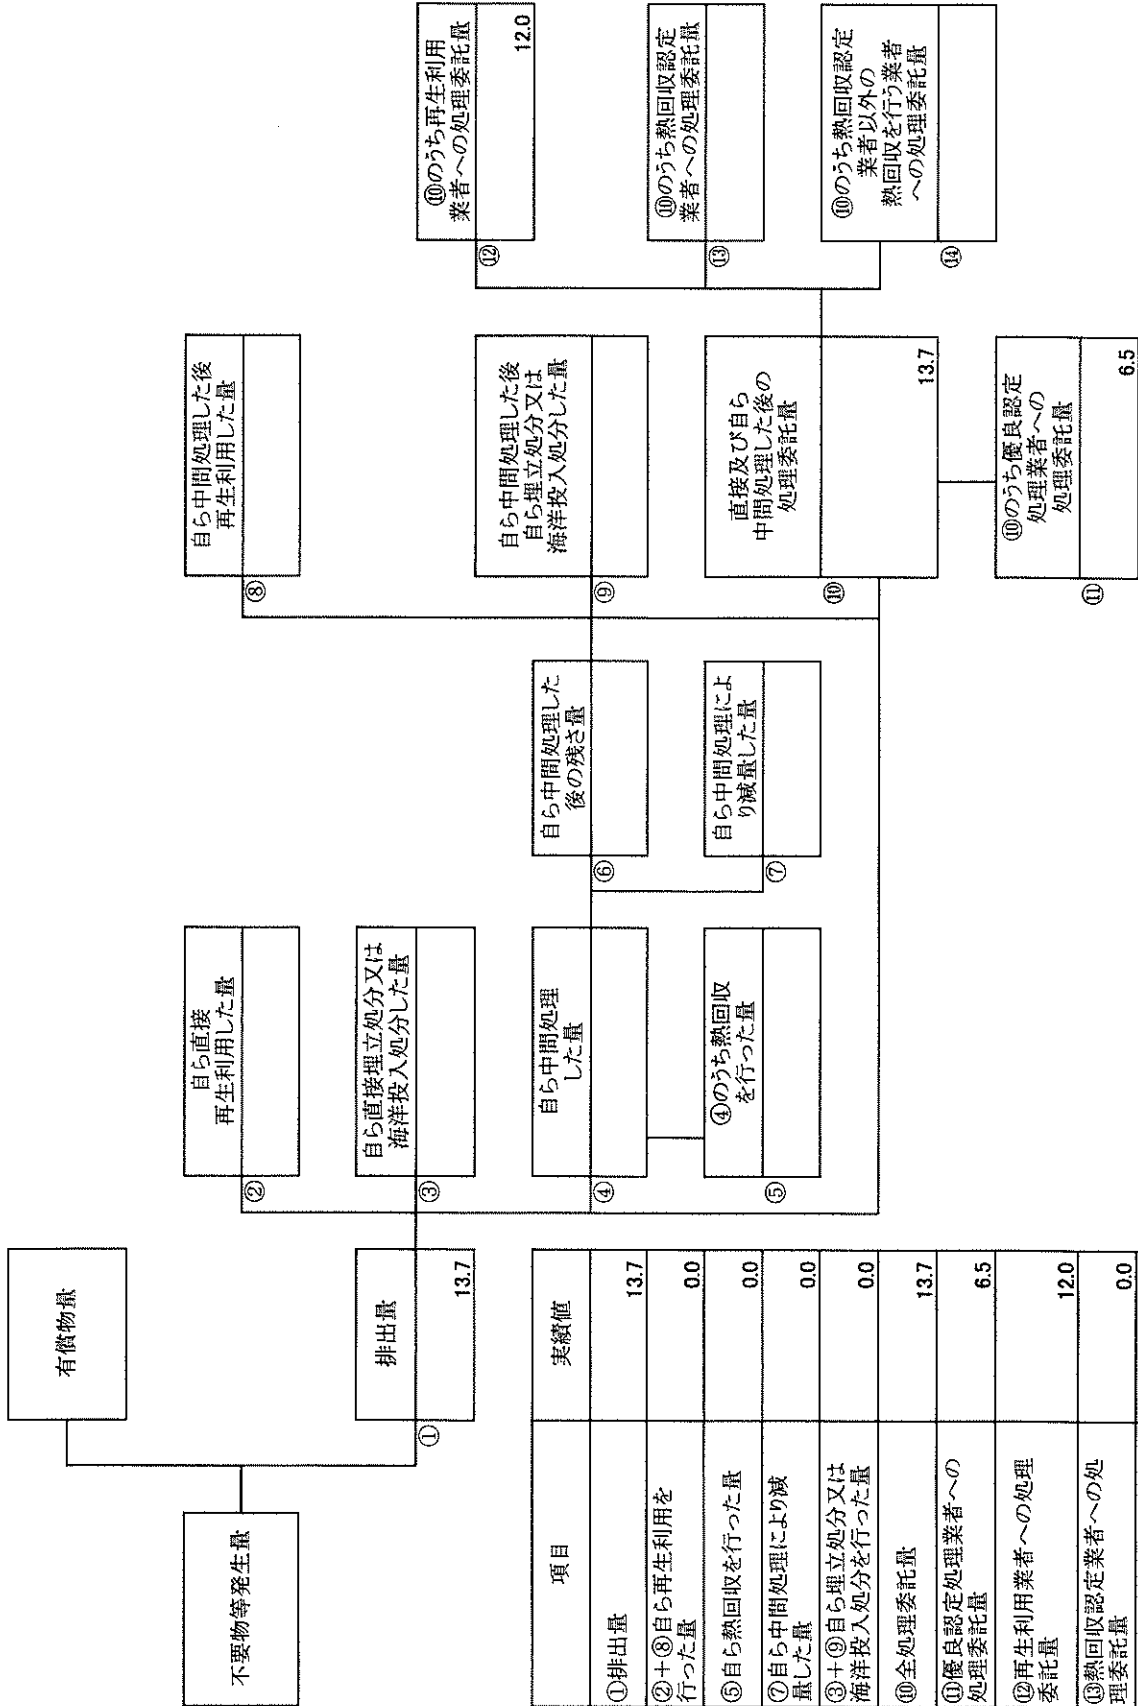 不要物等発生量
有償物量
排出量
①
13.7
自ら直接
再生利用した量
②
自ら直接埋立処分又は
海洋投入処分した量
③
自ら中間処理
した量
④
④のうち熱回収
を行った量
⑤
自ら中間処理した
後の残さ量
⑥
自ら中間処理によ
り減量した量
⑦
自ら中間処理した後
再生利用した量
⑧
自ら中間処理した後
自ら埋立処分又は
海洋投入処分した量
⑨
直接及び自ら
中間処理した後の
処理委託量
⑩
13.7
⑩のうち優良認定
処理業者への
処理委託量
⑪
6.5
⑩のうち再生利用
業者への処理委託量
⑫
12.0
⑩のうち熱回収認定
業者への処理委託量
⑬
⑩のうち熱回収認定
業者以外の
熱回収を行う業者
への処理委託量
⑭
項目 実績値
①排出量 13.7
②+⑧自ら再生利用を
行った量 0.0
⑤自ら熱回収を行った量 0.0
⑦自ら中間処理により減
量した量 0.0
③+⑨自ら埋立処分又は
海洋投入処分を行った量 0.0
⑩全処理委託量 13.7
⑪優良認定処理業者への
処理委託量 6.5
⑫再生利用業者への処理
委託量 12.0
⑬熱回収認定業者への処
理委託量 0.0